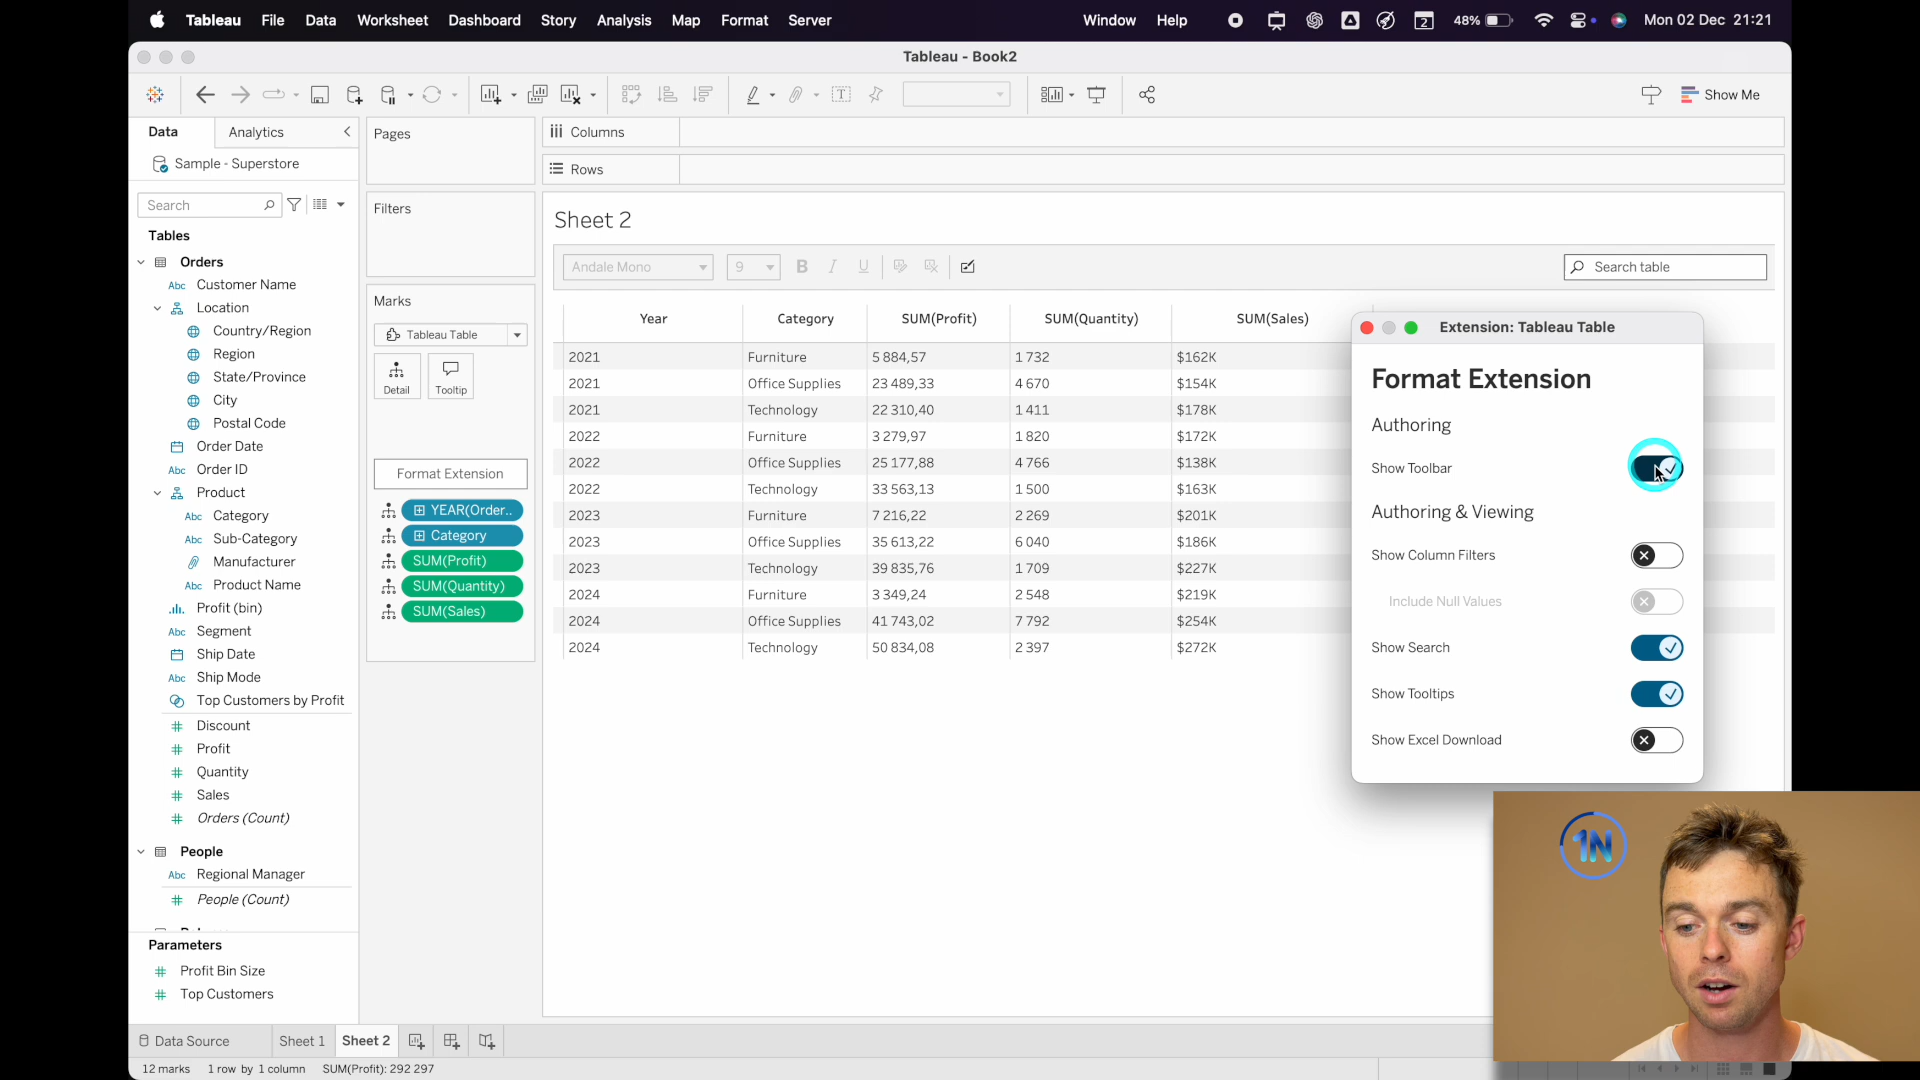 Tableau File Data Worksheet Dashboard Story Analysis Map Format Server Window Help 2 48% Mon 02 Dec 21:21
Tableau - Book2
Show Me
Data Analytics
Sample - Superstore
Search
Tables
Orders
Abc Customer Name
Location
Country/Region
Region
State/Province
City
Postal Code
Order Date
Abc Order ID
Product
Abc Category
Abc Sub-Category
Manufacturer
Abc Product Name
Profit (bin)
Abc Segment
Ship Date
Abc Ship Mode
Top Customers by Profit
# Discount
# Profit
# Quantity
# Sales
# Orders (Count)
People
Abc Regional Manager
# People (Count)
Parameters
# Profit Bin Size
# Top Customers
Pages
Filters
Marks
Tableau Table
Detail Tooltip
Format Extension
YEAR(Order..
Category
SUM(Profit)
SUM(Quantity)
SUM(Sales)
Columns
Rows
Sheet 2
Andale Mono 9 B I U Search table
Year Category SUM(Profit) SUM(Quantity) SUM(Sales)
2021 Furniture 5 884,57 1 732 $162K
2021 Office Supplies 23 489,33 4 670 $154K
2021 Technology 22 310,40 1 411 $178K
2022 Furniture 3 279,97 1 820 $172K
2022 Office Supplies 25 177,88 4 766 $138K
2022 Technology 33 563,13 1 500 $163K
2023 Furniture 7 216,22 2 269 $201K
2023 Office Supplies 35 613,22 6 040 $186K
2023 Technology 39 835,76 1 709 $227K
2024 Furniture 3 349,24 2 548 $219K
2024 Office Supplies 41 743,02 7 792 $254K
2024 Technology 50 834,08 2 397 $272K
Extension: Tableau Table
Format Extension
Authoring
Show Toolbar
Authoring & Viewing
Show Column Filters
Include Null Values
Show Search
Show Tooltips
Show Excel Download
1N
Data Source Sheet 1 Sheet 2
12 marks 1 row by 1 column SUM(Profit): 292 297